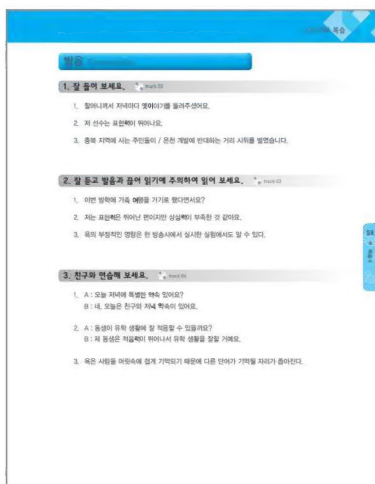 발음
1. 잘 들어 보세요.
1. 할머니께서 저녁마다 옛이야기를 들려주셨어요.
2. 저 선수는 표현력이 뛰어나요.
3. 충북 지역에 사는 주민들이 / 온천 개발에 반대하는 거리 시위를 벌였습니다.
2. 잘 듣고 발음과 끊어 읽기에 주의하여 읽어 보세요.
1. 이번 방학에 가족 여행을 가기로 했다면서요?
2. 저는 표현력은 뛰어난 편이지만 상상력이 부족한 것 같아요.
3. 욕의 부정적인 영향은 한 방송사에서 실시한 실험에서도 알 수 있다.
3. 친구와 연습해 보세요.
1. A : 오늘 저녁에 특별한 약속 있어요?
B : 네, 오늘은 친구와 저녁 약속이 있어요.
2. A : 동생이 유학 생활에 잘 적응할 수 있을까요?
B : 제 동생은 적응력이 뛰어나서 유학 생활을 잘할 거예요.
3. 욕은 사람들 머릿속에 쉽게 기억되기 때문에 다른 단어가 기억될 자리가 좁아진다.